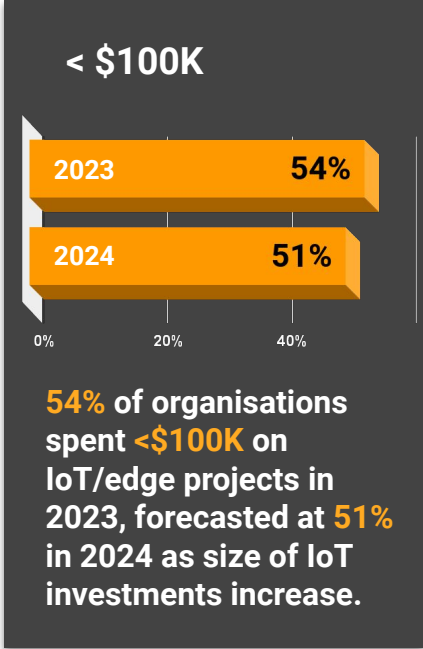 < $100K
2023 54%
2024 51%
0% 20% 40%
54% of organisations
spent <$100K on
IoT/edge projects in
2023, forecasted at 51%
in 2024 as size of IoT
investments increase.